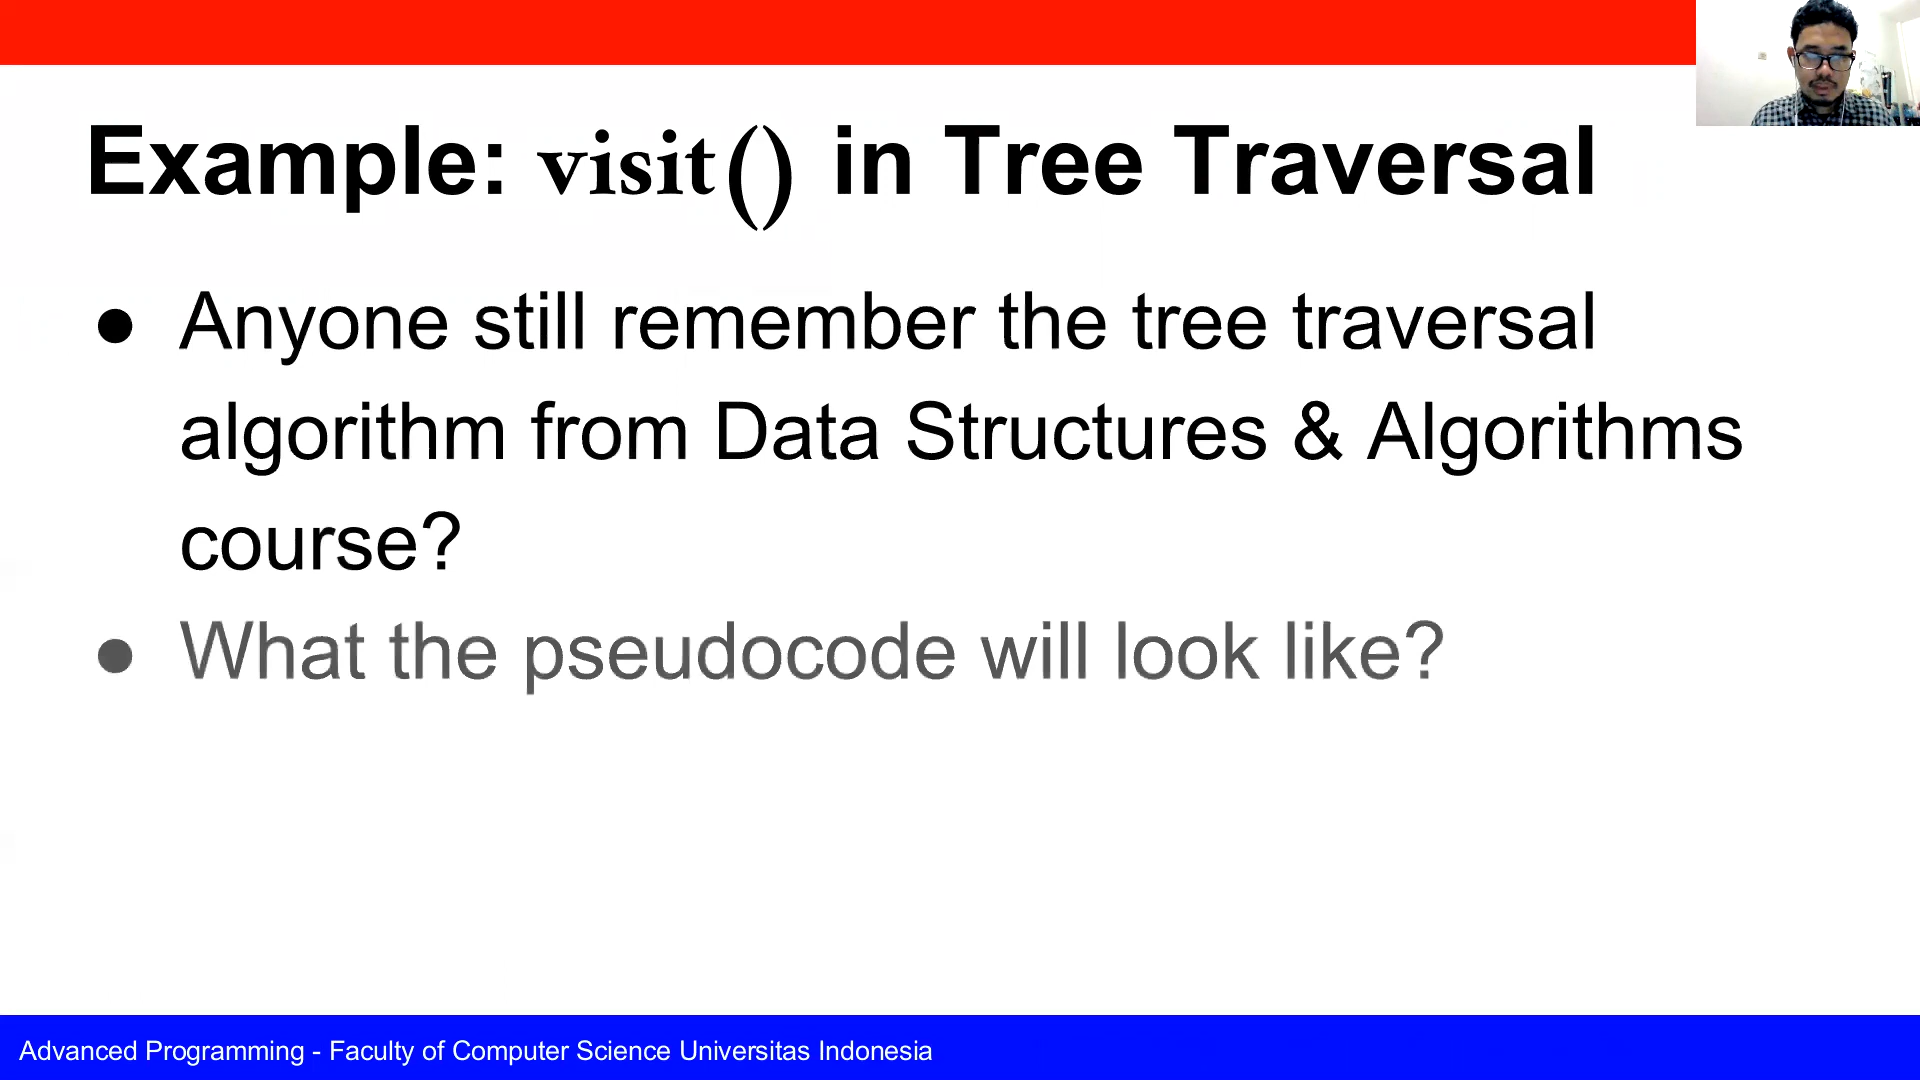 Example: visit() in Tree Traversal
● Anyone still remember the tree traversal
algorithm from Data Structures & Algorithms
course?
● What the pseudocode will look like?
Advanced Programming - Faculty of Computer Science Universitas Indonesia